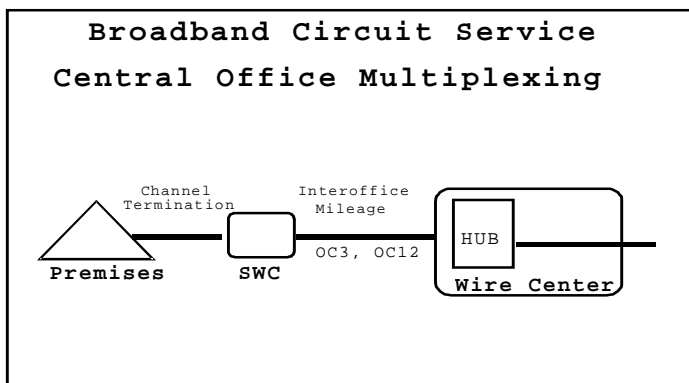 Broadband Circuit Service
Central Office Multiplexing
Channel
Termination
Interoffice
Mileage
OC3, OC12
HUB
Premises
SWC
Wire Center